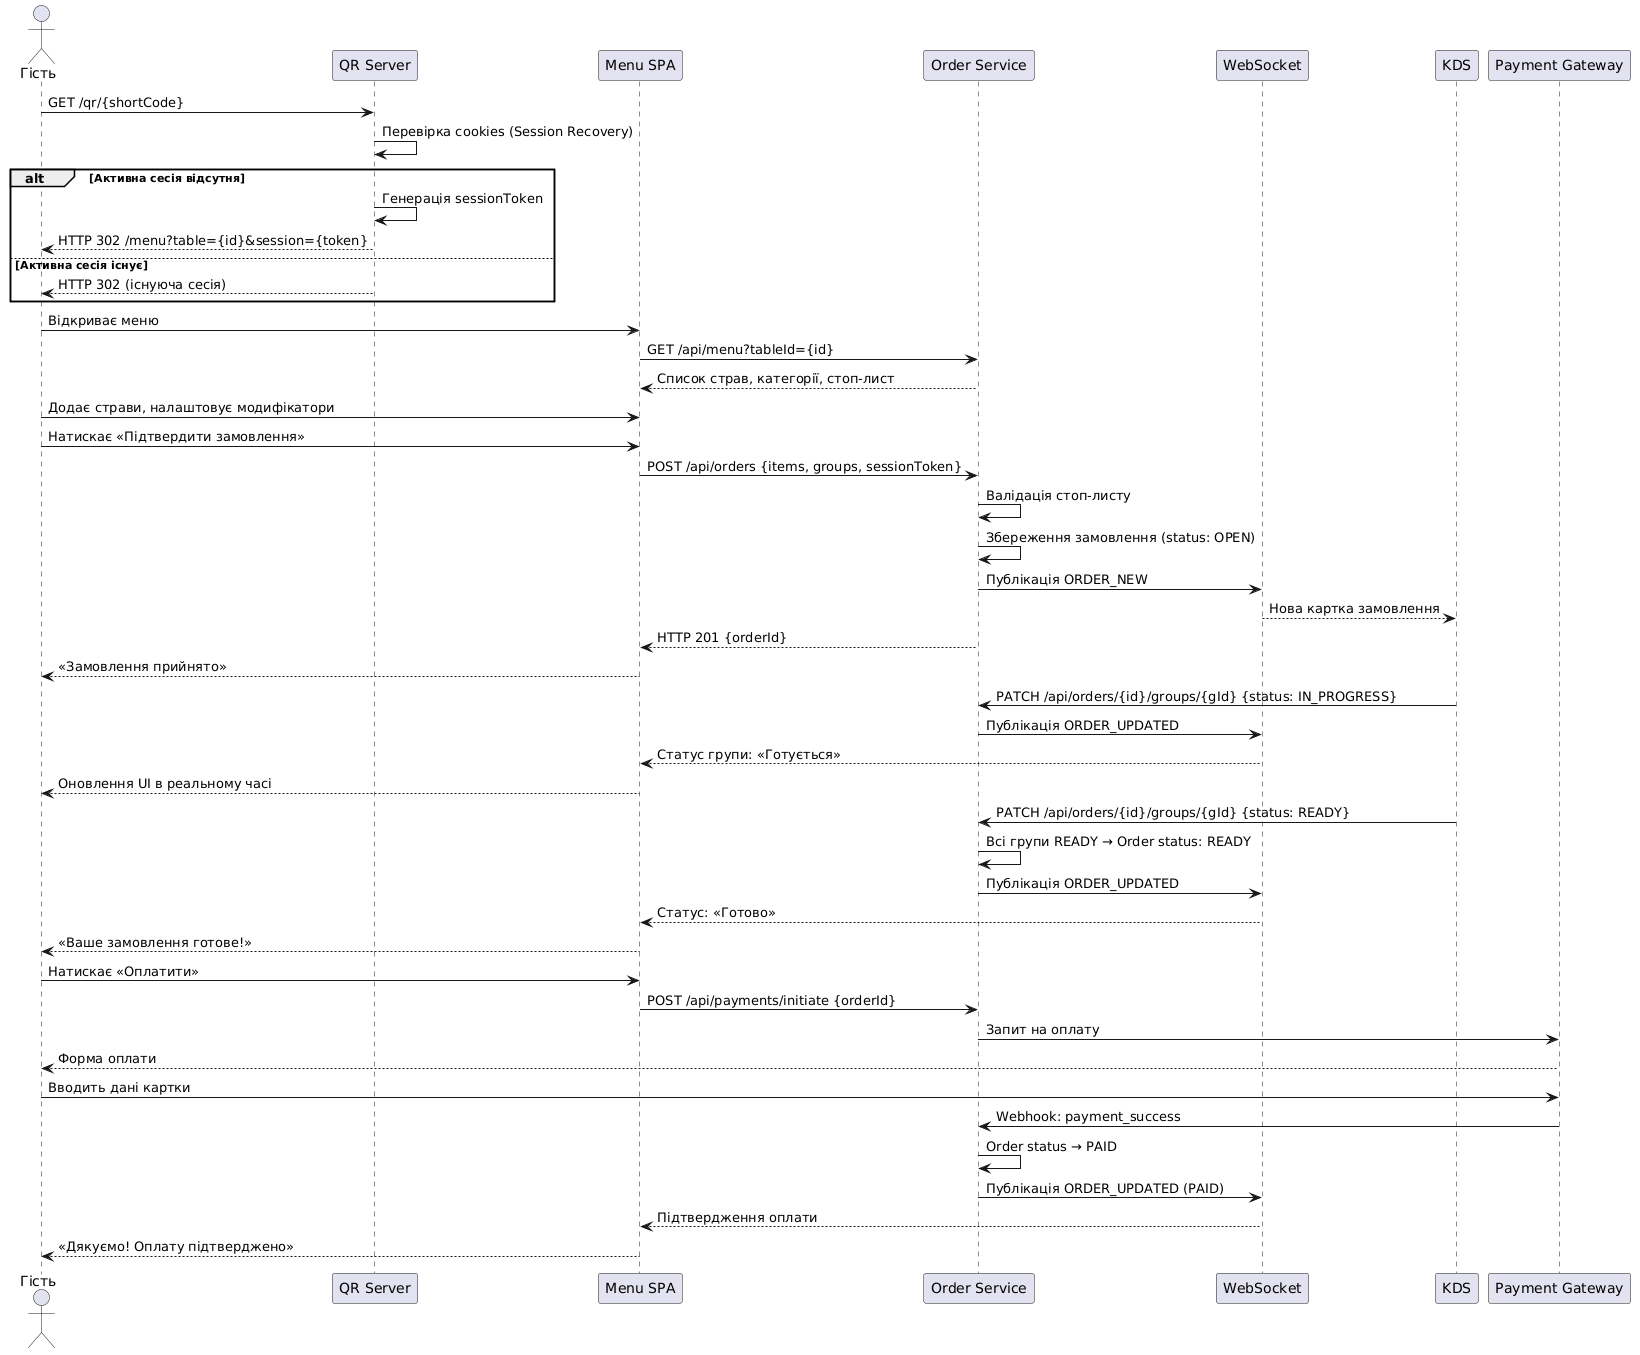 Гість
QR Server
Menu SPA
Order Service
WebSocket
KDS
Payment Gateway
GET /qr/{shortCode}
Перевірка cookies (Session Recovery)
alt
[Активна сесія відсутня]
Генерація sessionToken
HTTP 302 /menu?table={id}&session={token}
[Активна сесія існує]
HTTP 302 (існуюча сесія)
Відкриває меню
GET /api/menu?tableId={id}
Список страв, категорії, стоп-лист
Додає страви, налаштовує модифікатори
Натискає «Підтвердити замовлення»
POST /api/orders {items, groups, sessionToken}
Валідація стоп-листу
Збереження замовлення (status: OPEN)
Публікація ORDER_NEW
Нова картка замовлення
HTTP 201 {orderId}
«Замовлення прийнято»
PATCH /api/orders/{id}/groups/{gId} {status: IN_PROGRESS}
Публікація ORDER_UPDATED
Статус групи: «Готується»
Оновлення UI в реальному часі
PATCH /api/orders/{id}/groups/{gId} {status: READY}
Всі групи READY → Order status: READY
Публікація ORDER_UPDATED
Статус: «Готово»
«Ваше замовлення готове!»
Натискає «Оплатити»
POST /api/payments/initiate {orderId}
Запит на оплату
Форма оплати
Вводить дані картки
Webhook: payment_success
Order status → PAID
Публікація ORDER_UPDATED (PAID)
Підтвердження оплати
«Дякуємо! Оплату підтверджено»
Гість
QR Server
Menu SPA
Order Service
WebSocket
KDS
Payment Gateway